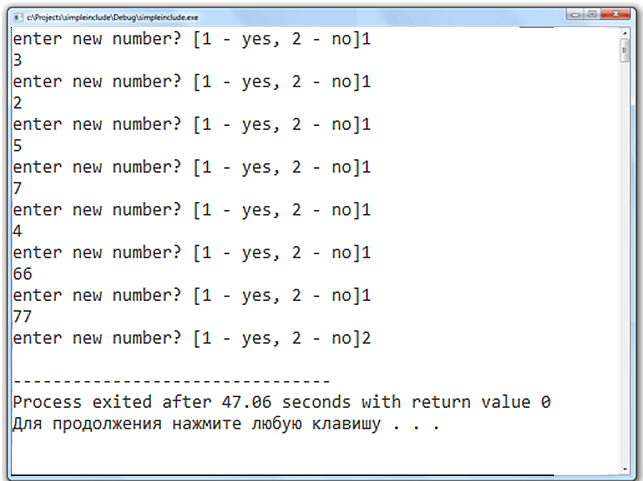 c:\Projects\simpleinclude\Debug\simpleinclude.exe
enter new number? [1 - yes, 2 - no]1
3
enter new number? [1 - yes, 2 - no]1
2
enter new number? [1 - yes, 2 - no]1
5
enter new number? [1 - yes, 2 - no]1
7
enter new number? [1 - yes, 2 - no]1
4
enter new number? [1 - yes, 2 - no]1
66
enter new number? [1 - yes, 2 - no]1
77
enter new number? [1 - yes, 2 - no]2
--------------------------------
Process exited after 47.06 seconds with return value 0
Для продолжения нажмите любую клавишу . . .